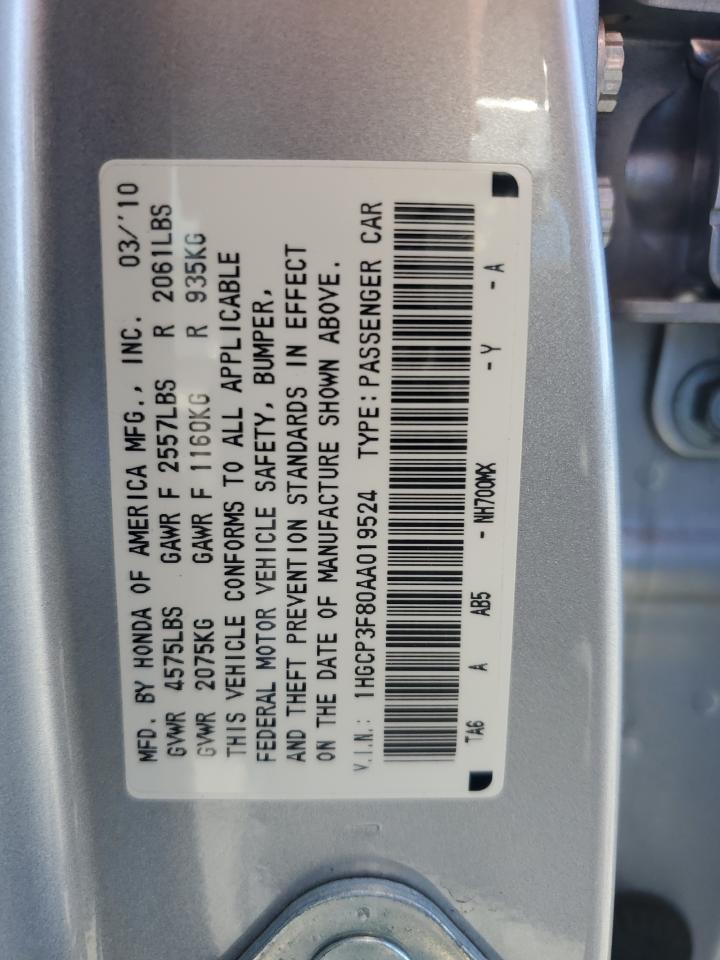 MFD. BY HONDA OF AMERICA MFG., INC. 03/'10
GVWR 4575LBS GAWR F 2557LBS R 2061LBS
GVWR 2075KG GAWR F 1160KG R 935KG
THIS VEHICLE CONFORMS TO ALL APPLICABLE
FEDERAL MOTOR VEHICLE SAFETY, BUMPER,
AND THEFT PREVENTION STANDARDS IN EFFECT
ON THE DATE OF MANUFACTURE SHOWN ABOVE.
V.I.N.: 1HGCP3F80AA019524 TYPE:PASSENGER CAR
TA6 A AB5 - NH700MX - Y - A